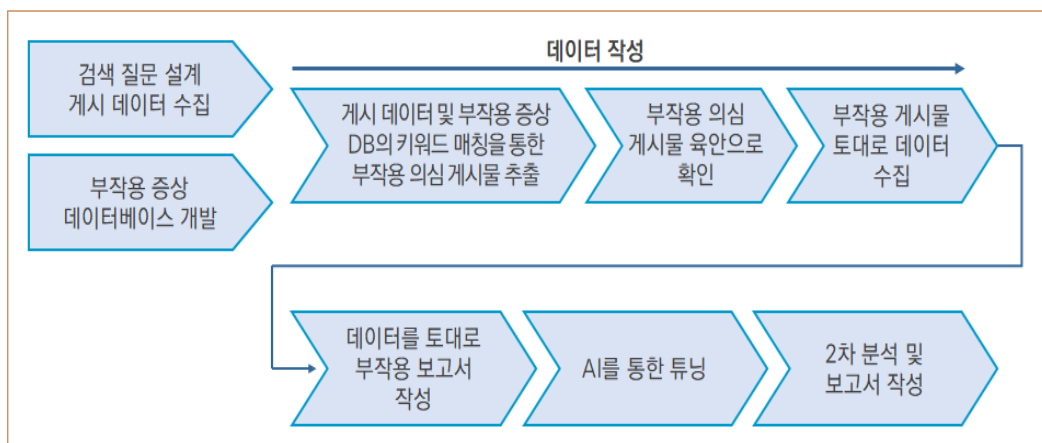 검색 질문 설계
게시 데이터 수집
부작용 증상
데이터베이스 개발
데이터 작성
게시 데이터 및 부작용 증상
DB의 키워드 매칭을 통한
부작용 의심 게시물 추출
부작용 의심
게시물 육안으로
확인
부작용 게시물
토대로 데이터
수집
데이터를 토대로
부작용 보고서
작성
AI를 통한 튜닝
2차 분석 및
보고서 작성